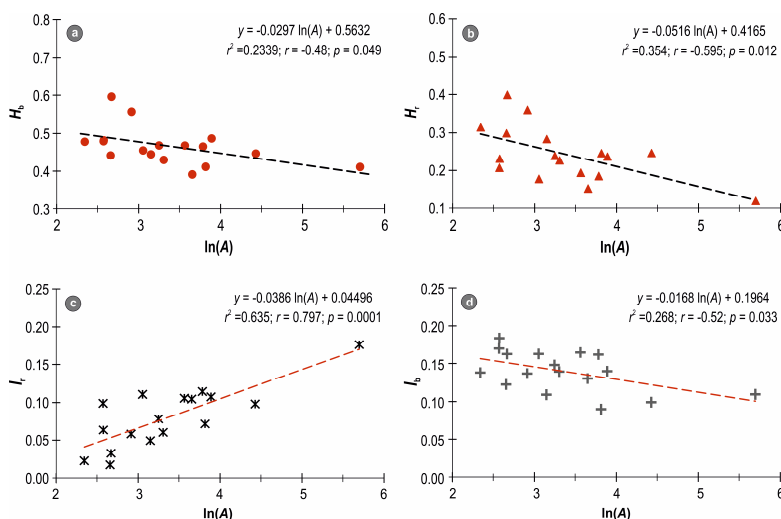 a
y = -0.0297 ln(A) + 0.5632
r² =0.2339; r = -0.48; p = 0.049
H_b
0.8
0.7
0.6
0.5
0.4
0.3
2 3 4 5 6
ln(A)
b
y = -0.0516 ln(A) + 0.4165
r² =0.354; r = -0.595; p = 0.012
H_r
0.6
0.5
0.4
0.3
0.2
0.1
2 3 4 5 6
ln(A)
c
y = -0.0386 ln(A) + 0.04496
r² =0.635; r = 0.797; p = 0.0001
I_r
0.25
0.20
0.15
0.10
0.05
0.00
2 3 4 5 6
ln(A)
d
y = -0.0168 ln(A) + 0.1964
r² =0.268; r = -0.52; p = 0.033
I_b
0.25
0.20
0.15
0.10
0.05
0.00
2 3 4 5 6
ln(A)